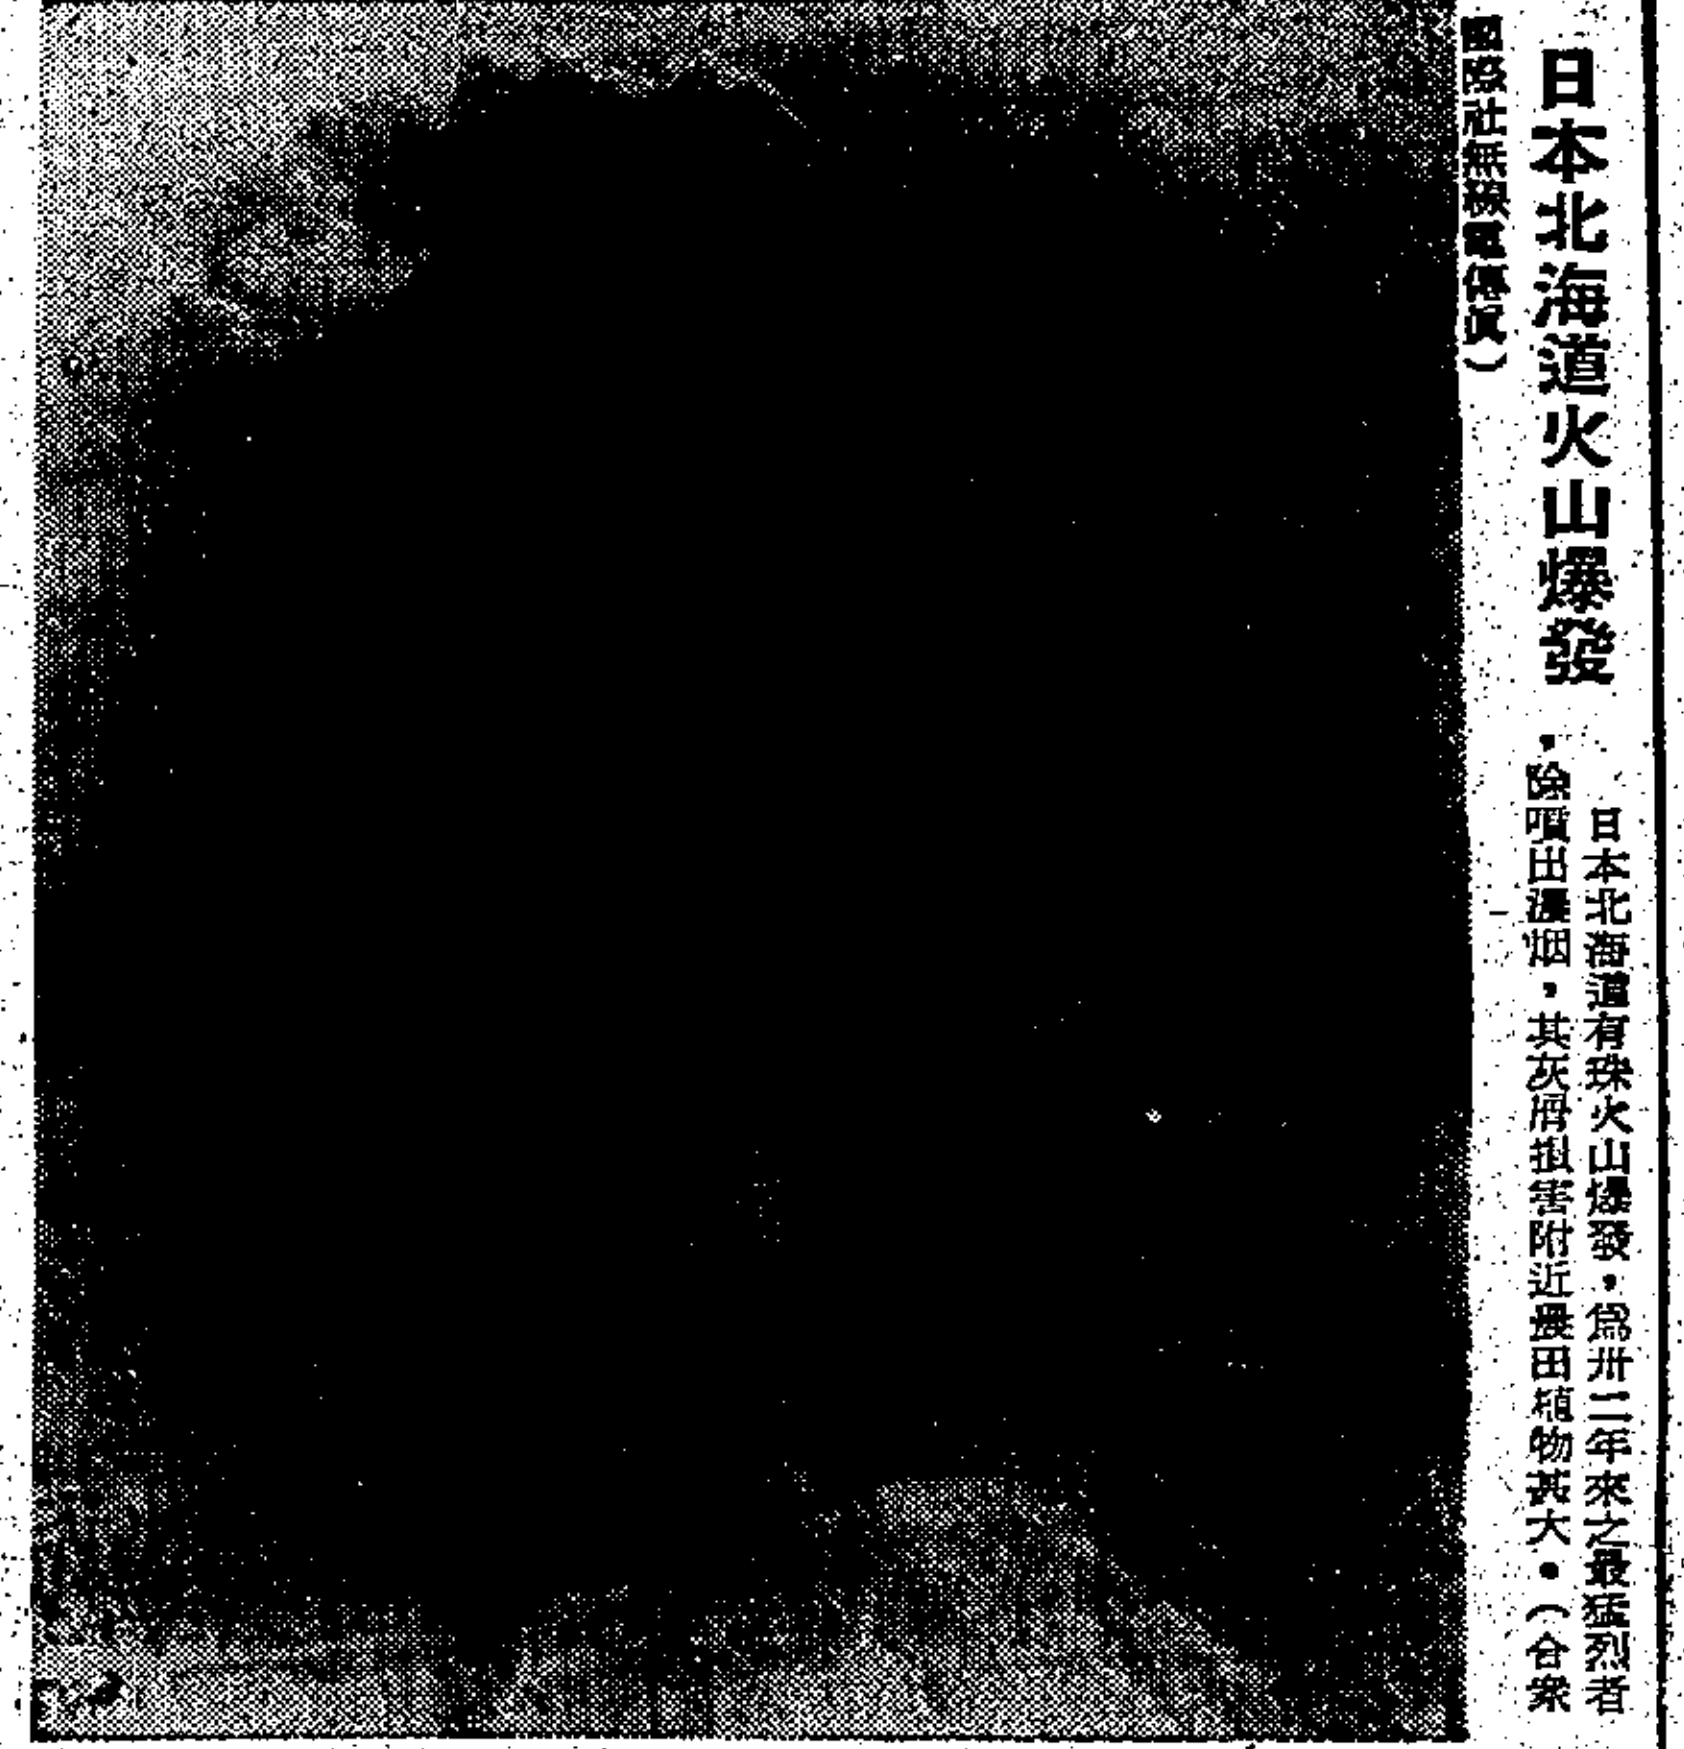 日本北海道火山爆發
日本北海道有珠火山爆發，爲卅二年來之最猛烈者
，除噴出濃烟，其灰屑損害附近農田植物甚大。（合衆
國際社無線電傳眞）